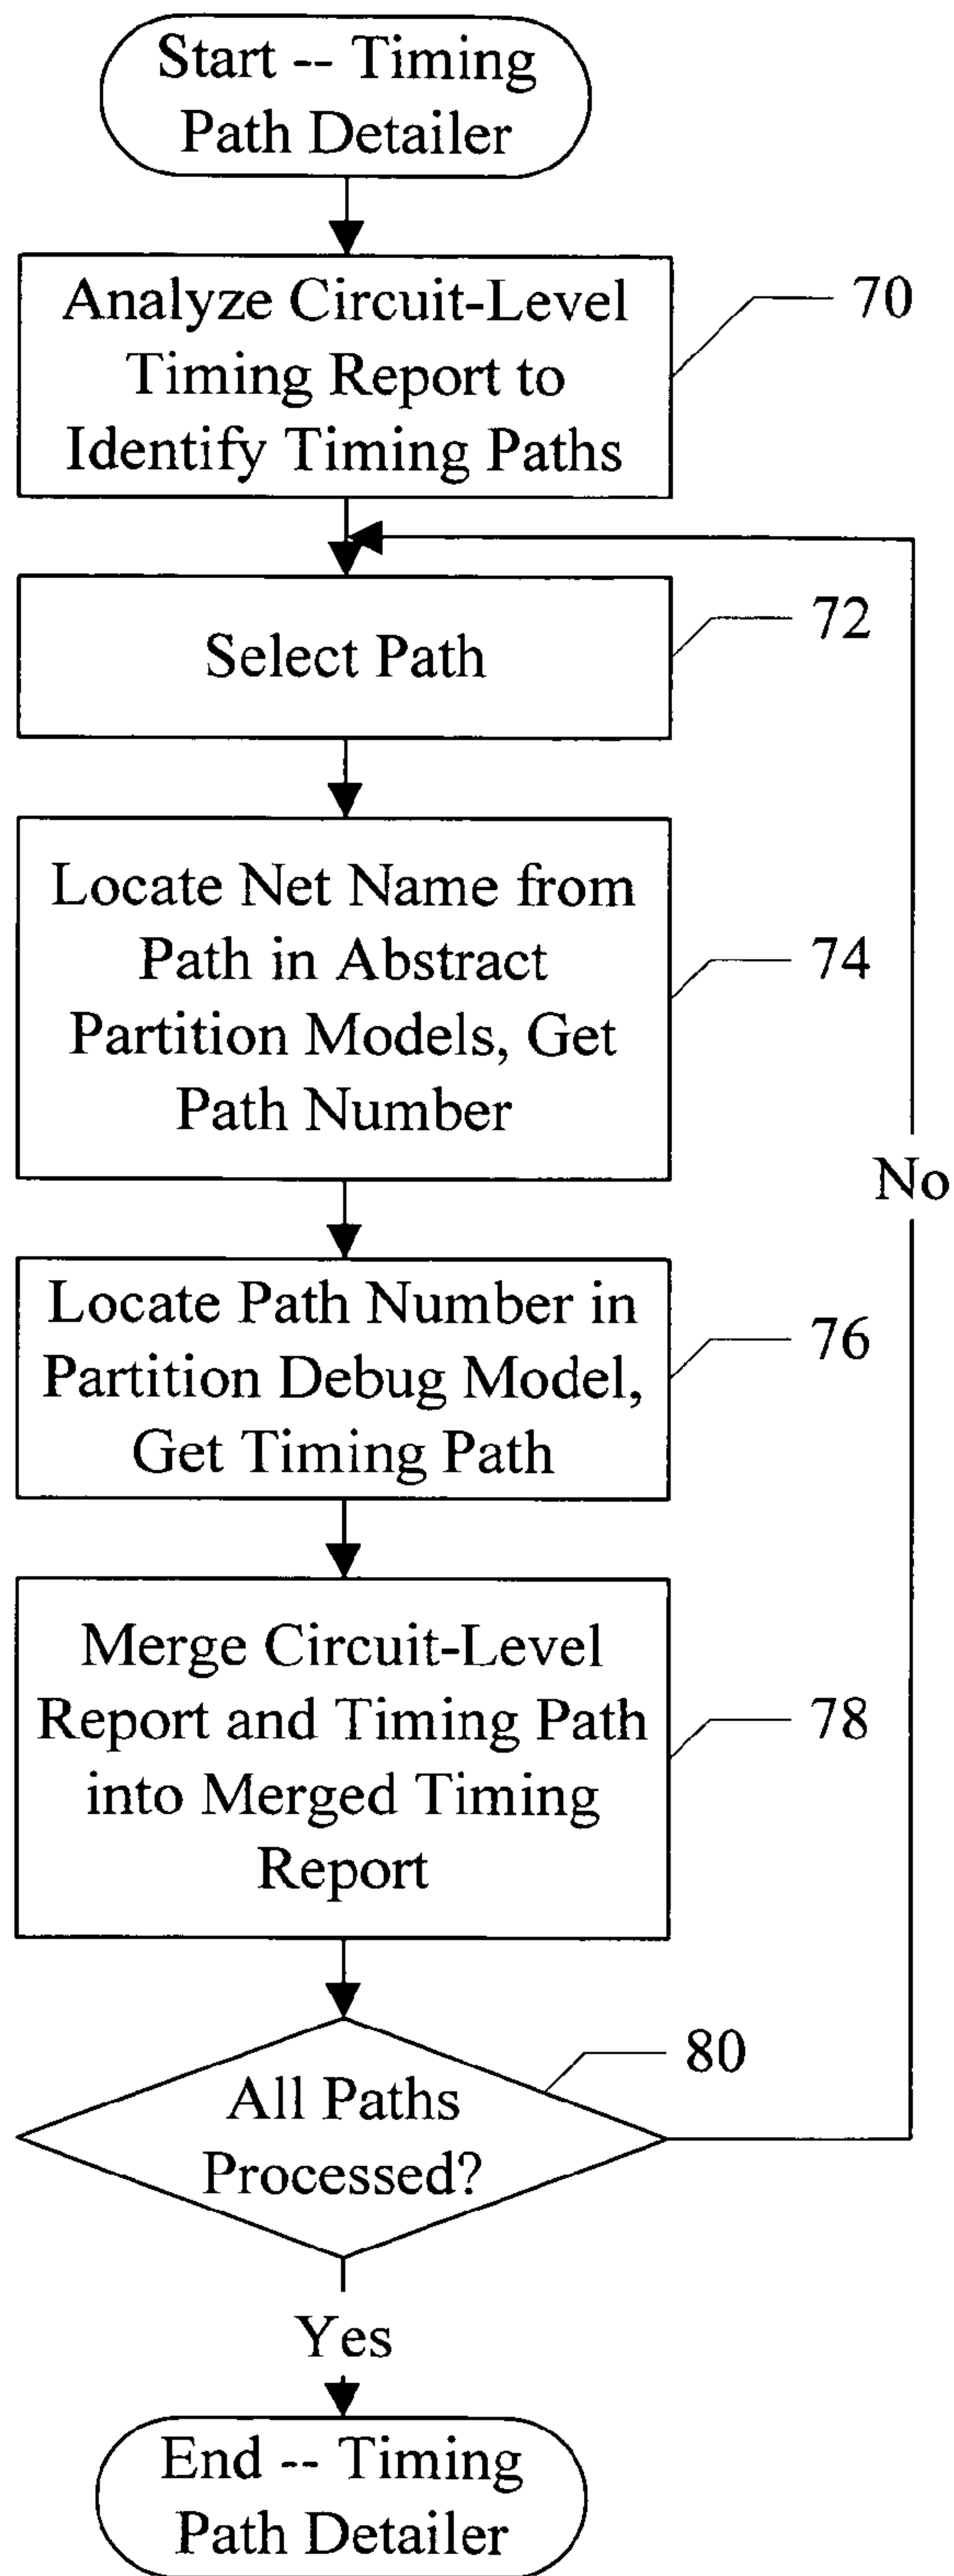 Start -- Timing
Path Detailer
Analyze Circuit-Level
Timing Report to
Identify Timing Paths
70
Select Path
72
Locate Net Name from
Path in Abstract
Partition Models, Get
Path Number
74
No
Locate Path Number in
Partition Debug Model,
Get Timing Path
76
Merge Circuit-Level
Report and Timing Path
into Merged Timing
Report
78
All Paths
Processed?
80
Yes
End -- Timing
Path Detailer